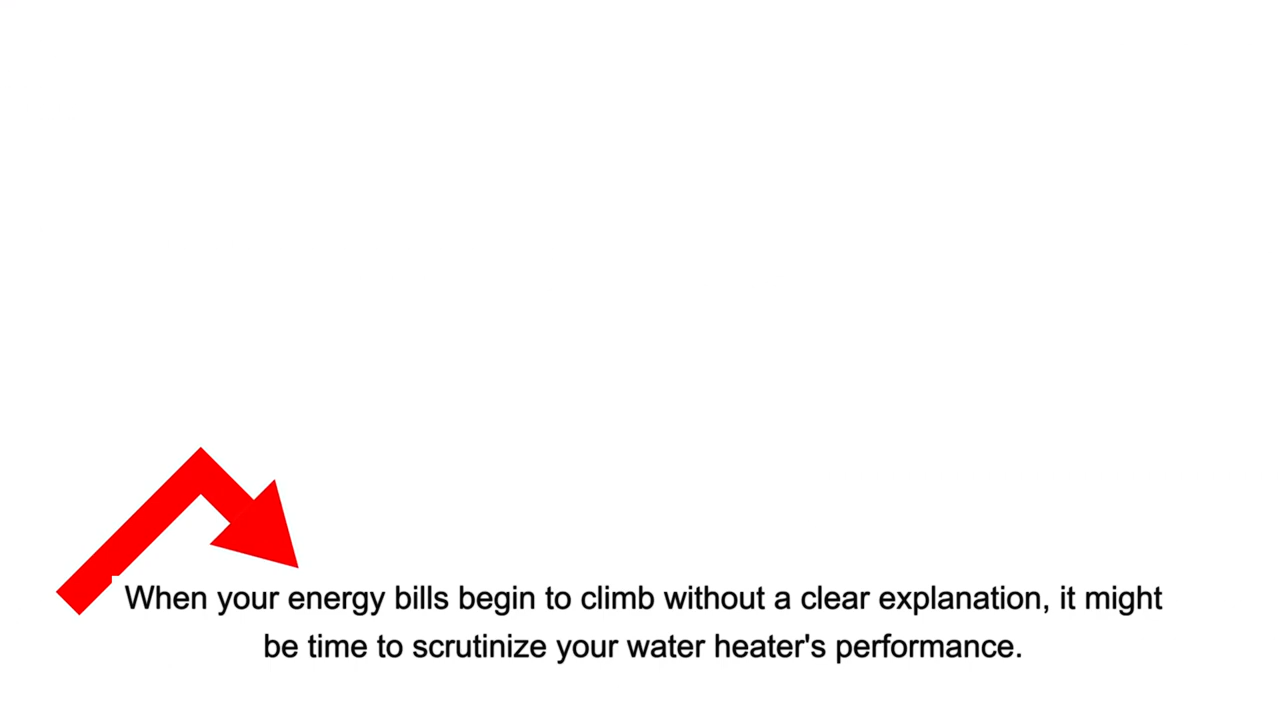 When your energy bills begin to climb without a clear explanation, it might
be time to scrutinize your water heater's performance.